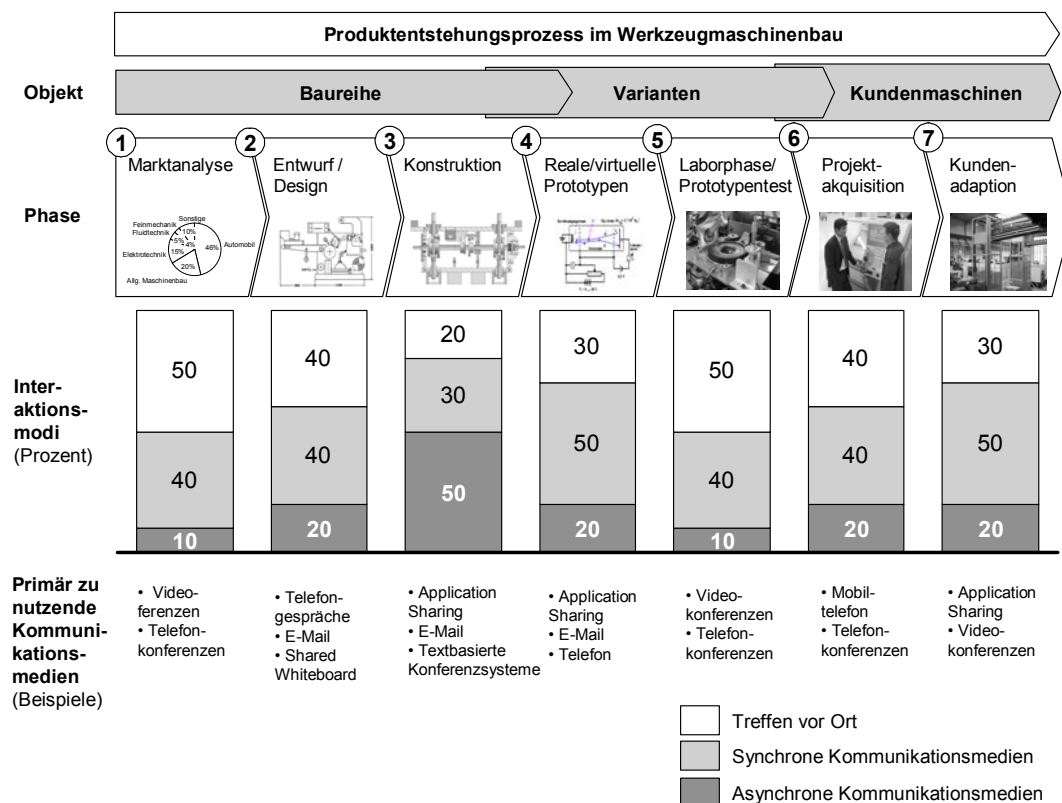 Produktentstehungsprozess im Werkzeugmaschinenbau
Objekt
Baureihe
Varianten
Kundenmaschinen
Phase
1
Marktanalyse
2
Entwurf /
Design
3
Konstruktion
4
Reale/virtuelle
Prototypen
5
Laborphase/
Prototypentest
6
Projekt-
akquisition
7
Kunden-
adaption
Sonstige
Feinmechanik
Fluidtechnik
10%
5%
4%
46%
Automobil
Elektrotechnik
15%
20%
Allg. Maschinenbau
Inter-
aktions-
modi
(Prozent)
50
40
10
40
40
20
20
30
50
30
50
20
50
40
10
40
40
20
30
50
20
Primär zu
nutzende
Kommuni-
kations-
medien
(Beispiele)
• Video-
ferenzen
• Telefon-
konferenzen
• Telefon-
gespräche
• E-Mail
• Shared
Whiteboard
• Application
Sharing
• E-Mail
• Textbasierte
Konferenzsysteme
• Application
Sharing
• E-Mail
• Telefon
• Video-
konferenzen
• Telefon-
konferenzen
• Mobil-
telefon
• Telefon-
konferenzen
• Application
Sharing
• Video-
konferenzen
Treffen vor Ort
Synchrone Kommunikationsmedien
Asynchrone Kommunikationsmedien